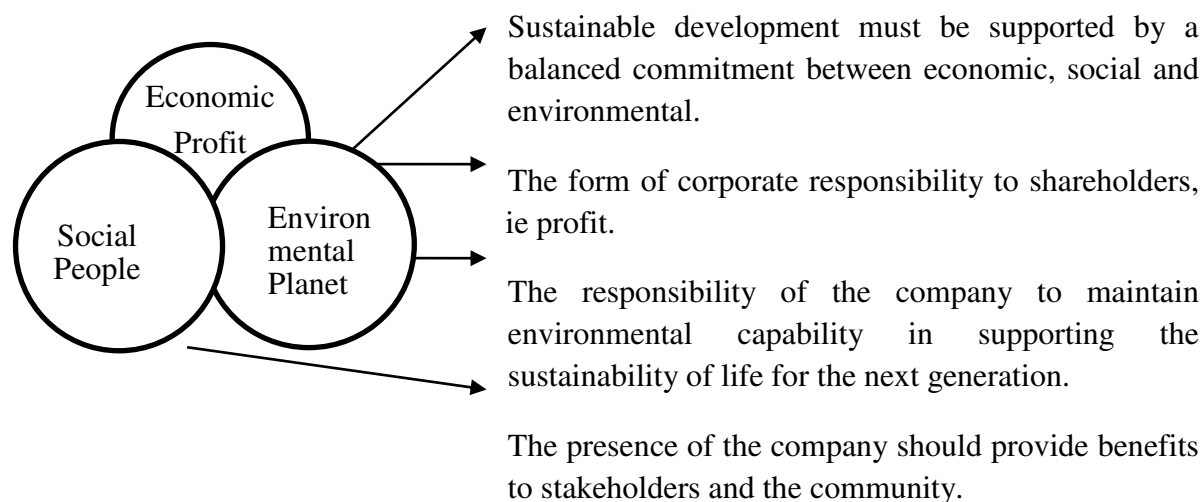 Economic
Profit
Social
People
Environ
mental
Planet
Sustainable development must be supported by a
balanced commitment between economic, social and
environmental.
The form of corporate responsibility to shareholders,
ie profit.
The responsibility of the company to maintain
environmental capability in supporting the
sustainability of life for the next generation.
The presence of the company should provide benefits
to stakeholders and the community.